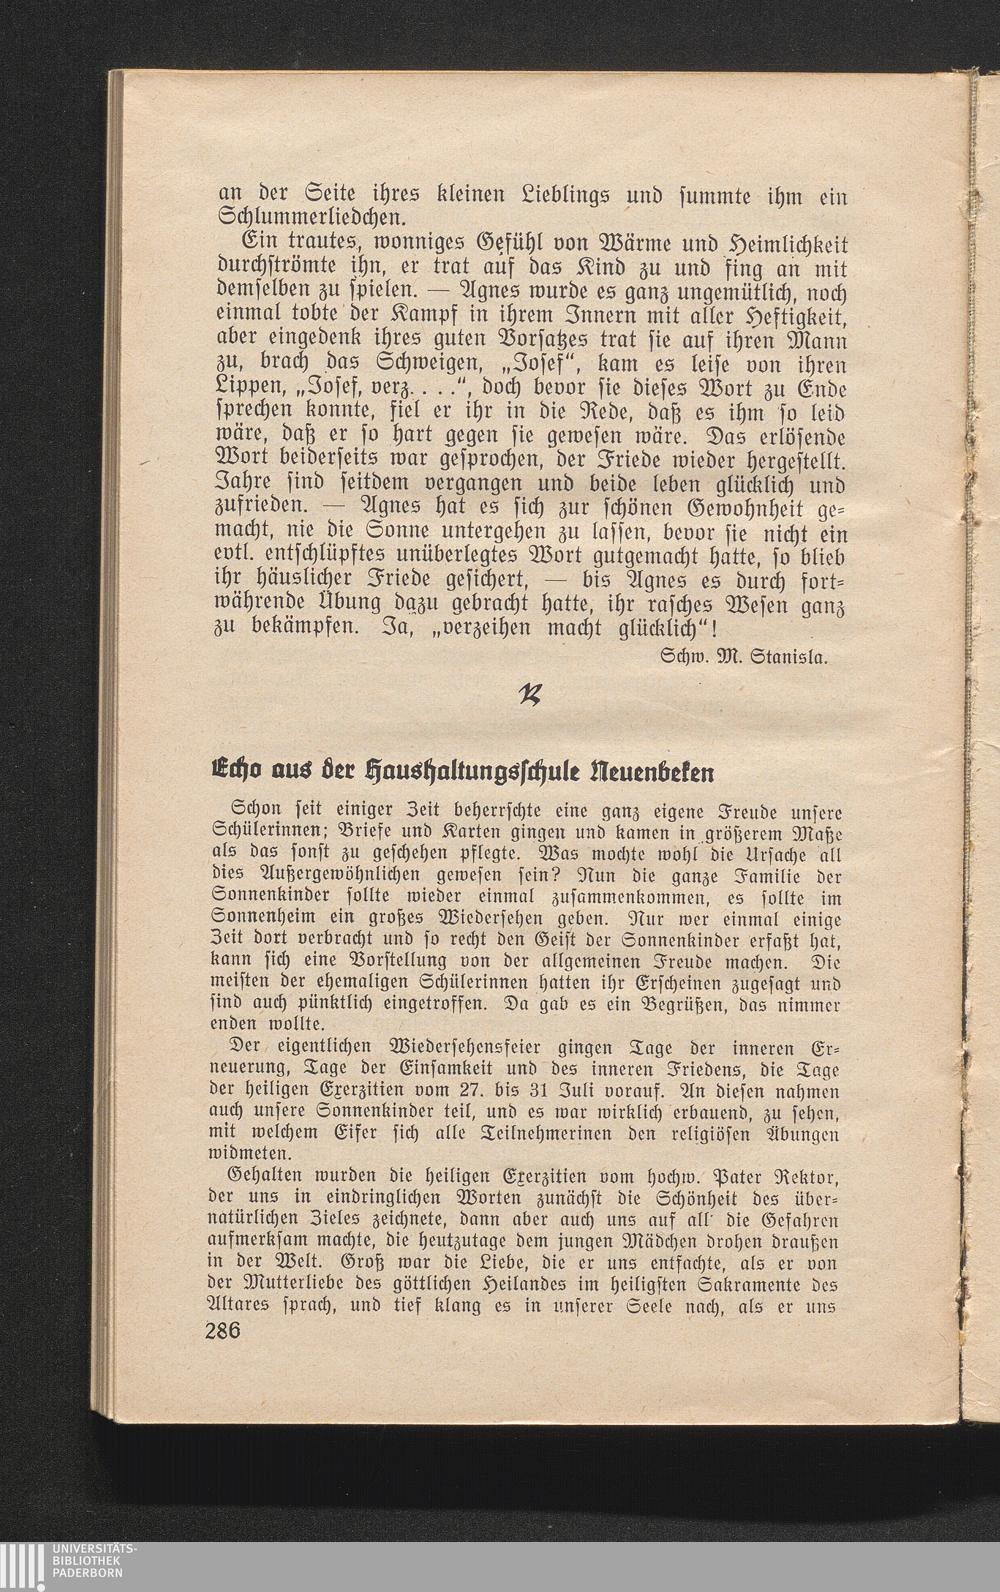 an der Seite ihres kleinen Lieblings und summte ihm ein
Schlummerliedchen.
Ein trautes, wonniges Gefühl von Wärme und Heimlichkeit
durchströmte ihn, er trat auf das Kind zu und fing an mit
demselben zu spielen. — Agnes wurde es ganz ungemütlich, noch
einmal tobte der Kampf in ihrem Innern mit aller Heftigkeit,
aber eingedenk ihres guten Vorsatzes trat sie auf ihren Mann
zu, brach das Schweigen, „Josef“, kam es leise von ihren
Lippen, „Josef, verz. . . .“, doch bevor sie dieses Wort zu Ende
sprechen konnte, fiel er ihr in die Rede, daß es ihm so leid
wäre, daß er so hart gegen sie gewesen wäre. Das erlösende
Wort beiderseits war gesprochen, der Friede wieder hergestellt.
Jahre sind seitdem vergangen und beide leben glücklich und
zufrieden. — Agnes hat es sich zur schönen Gewohnheit ge-
macht, nie die Sonne untergehen zu lassen, bevor sie nicht ein
evtl. entschlüpftes unüberlegtes Wort gutgemacht hatte, so blieb
ihr häuslicher Friede gesichert, — bis Agnes es durch fort-
währende Übung dazu gebracht hatte, ihr rasches Wesen ganz
zu bekämpfen. Ja, „verzeihen macht glücklich“!
Schw. M. Stanisla.
Echo aus der Haushaltungsschule Neuenbeken
Schon seit einiger Zeit beherrschte eine ganz eigene Freude unsere
Schülerinnen; Briefe und Karten gingen und kamen in größerem Maße
als das sonst zu geschehen pflegte. Was mochte wohl die Ursache all
dies Außergewöhnlichen gewesen sein? Nun die ganze Familie der
Sonnenkinder sollte wieder einmal zusammenkommen, es sollte im
Sonnenheim ein großes Wiedersehen geben. Nur wer einmal einige
Zeit dort verbracht und so recht den Geist der Sonnenkinder erfaßt hat,
kann sich eine Vorstellung von der allgemeinen Freude machen. Die
meisten der ehemaligen Schülerinnen hatten ihr Erscheinen zugesagt und
sind auch pünktlich eingetroffen. Da gab es ein Begrüßen, das nimmer
enden wollte.
Der eigentlichen Wiedersehensfeier gingen Tage der inneren Er-
neuerung, Tage der Einsamkeit und des inneren Friedens, die Tage
der heiligen Exerzitien vom 27. bis 31 Juli vorauf. An diesen nahmen
auch unsere Sonnenkinder teil, und es war wirklich erbauend, zu sehen,
mit welchem Eifer sich alle Teilnehmerinen den religiösen Übungen
widmeten.
Gehalten wurden die heiligen Exerzitien vom hochw. Pater Rektor,
der uns in eindringlichen Worten zunächst die Schönheit des über-
natürlichen Zieles zeichnete, dann aber auch uns auf all' die Gefahren
aufmerksam machte, die heutzutage dem jungen Mädchen drohen draußen
in der Welt. Groß war die Liebe, die er uns entfachte, als er von
der Mutterliebe des göttlichen Heilandes im heiligsten Sakramente des
Altares sprach, und tief klang es in unserer Seele nach, als er uns
286
UNIVERSITÄTS-
BIBLIOTHEK
PADERBORN